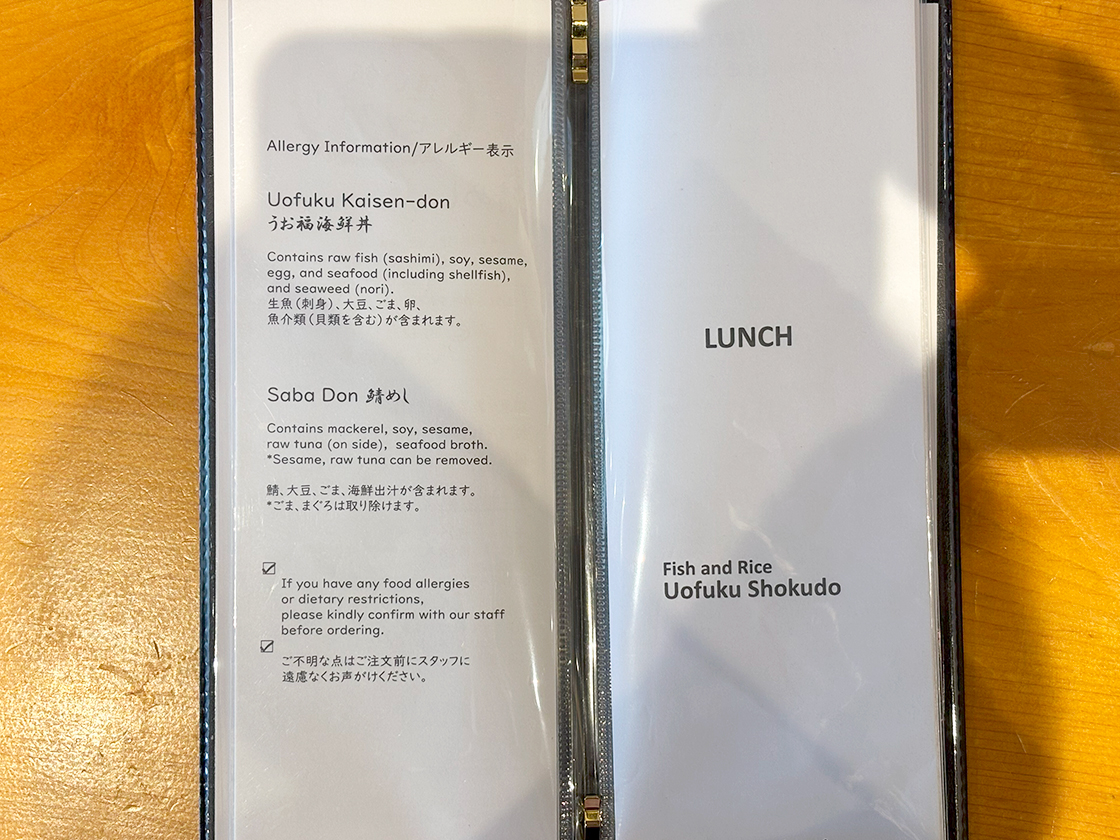 Allergy Information/アレルギー表示
Uofuku Kaisen-don
うお福海鮮丼
Contains raw fish (sashimi), soy, sesame,
egg, and seafood (including shellfish),
and seaweed (nori).
生魚(刺身)、大豆、ごま、卵、
魚介類(貝類を含む)が含まれます。
Saba Don 鯖めし
Contains mackerel, soy, sesame,
raw tuna (on side), seafood broth.
*Sesame, raw tuna can be removed.
鯖、大豆、ごま、海鮮出汁が含まれます。
*ごま、まぐろは取り除けます。
If you have any food allergies
or dietary restrictions,
please kindly confirm with our staff
before ordering.
ご不明な点はご注文前にスタッフに
遠慮なくお声がけください。
LUNCH
Fish and Rice
Uofuku Shokudo